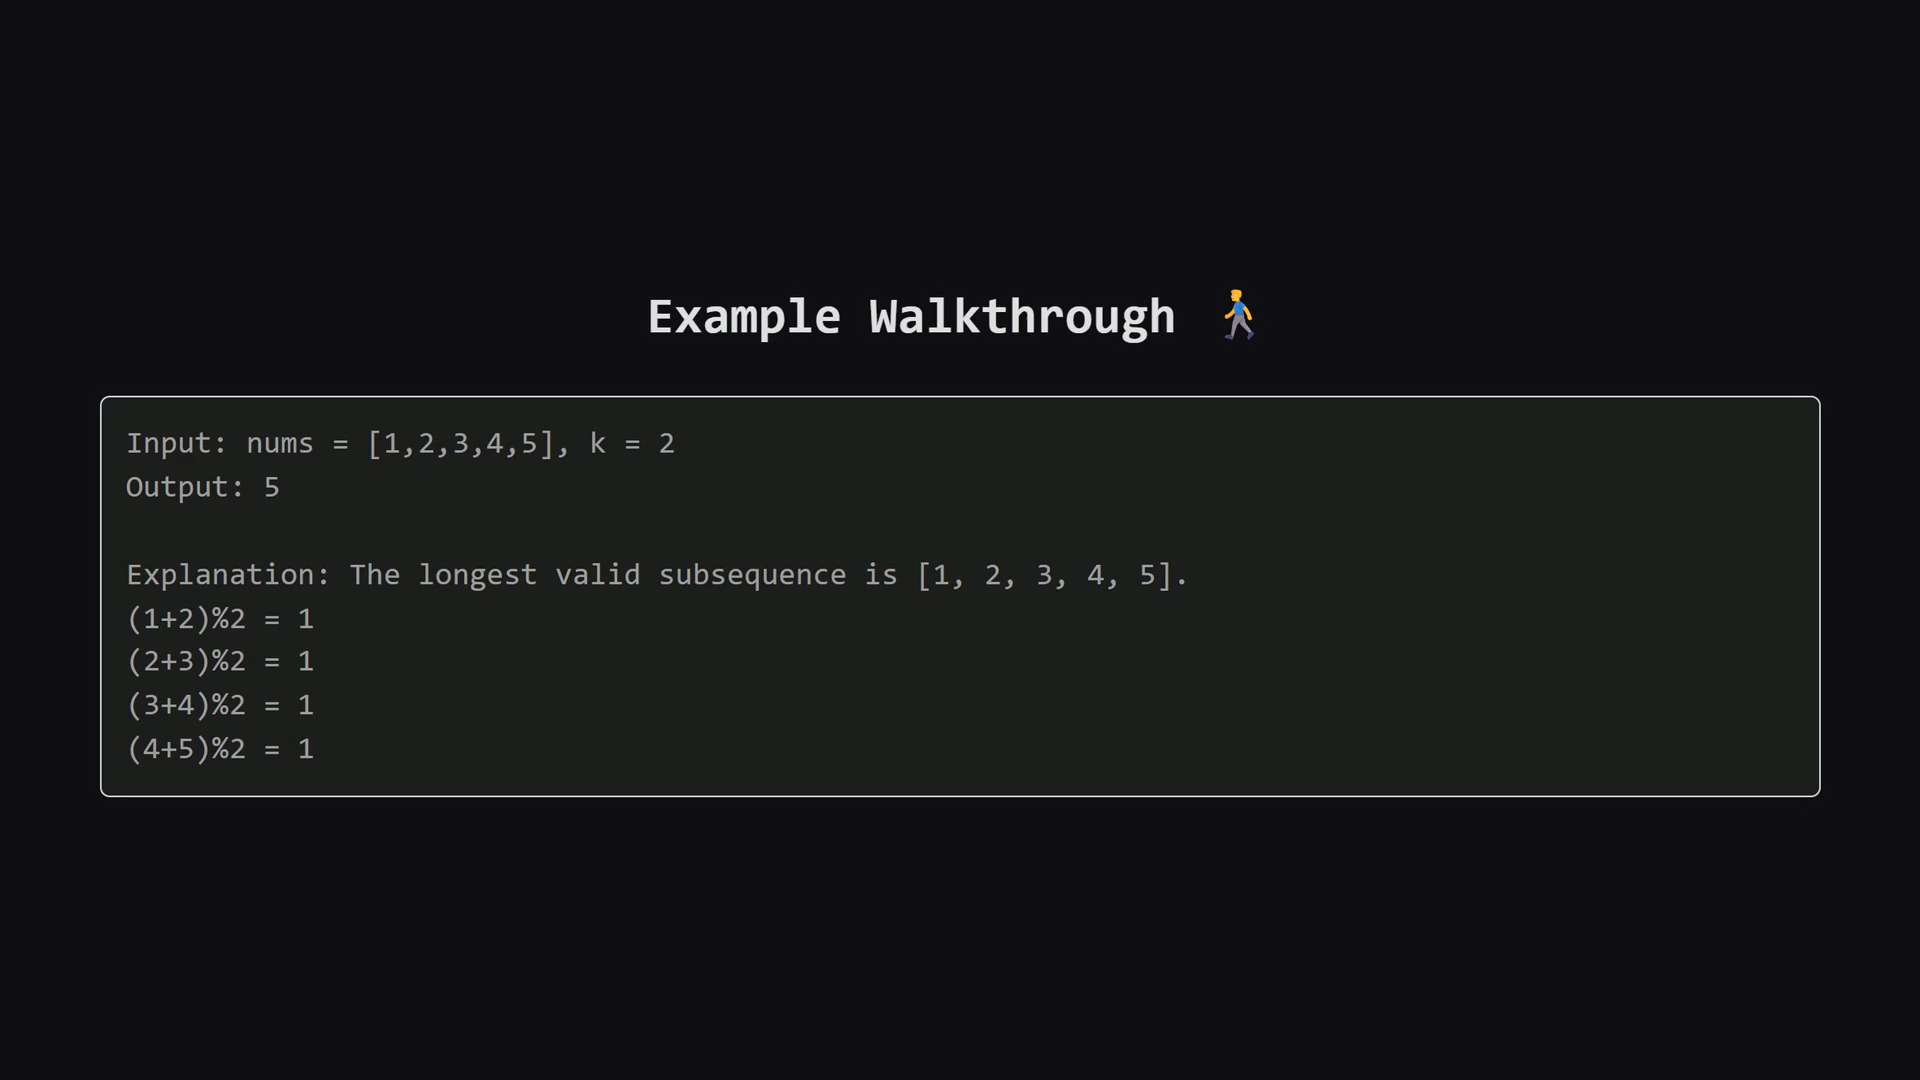 Example Walkthrough 🚶
Input: nums = [1,2,3,4,5], k = 2
Output: 5
Explanation: The longest valid subsequence is [1, 2, 3, 4, 5].
(1+2)%2 = 1
(2+3)%2 = 1
(3+4)%2 = 1
(4+5)%2 = 1